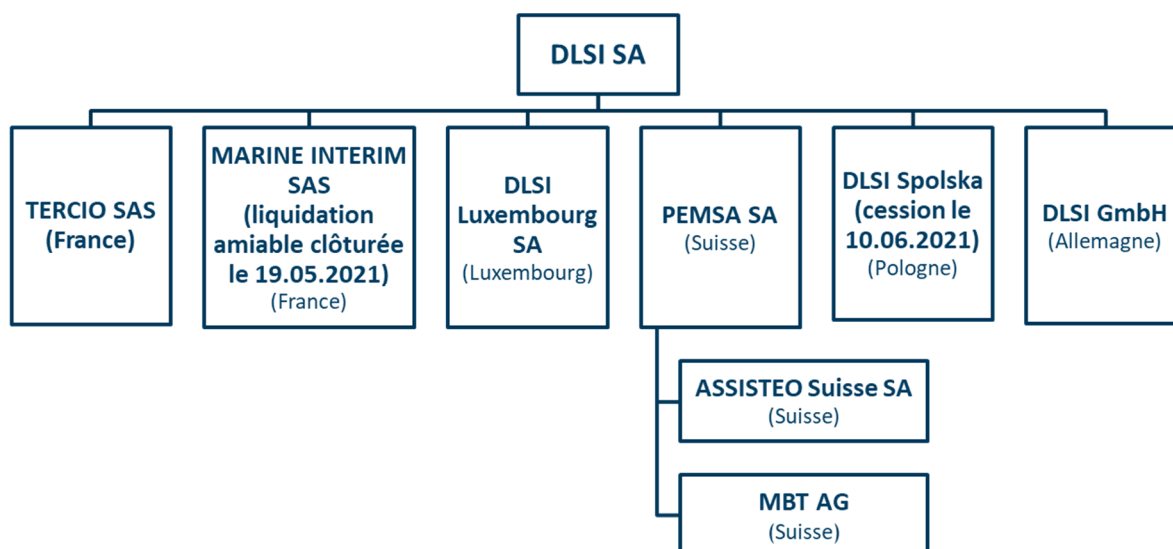 DLSI SA
TERCIO SAS
(France)
MARINE INTERIM
SAS
(liquidation
amiable clôturée
le 19.05.2021)
(France)
DLSI
Luxembourg
SA
(Luxembourg)
PEMSA SA
(Suisse)
DLSI Spolska
(cession le
10.06.2021)
(Pologne)
DLSI GmbH
(Allemagne)
ASSISTEO Suisse SA
(Suisse)
MBT AG
(Suisse)